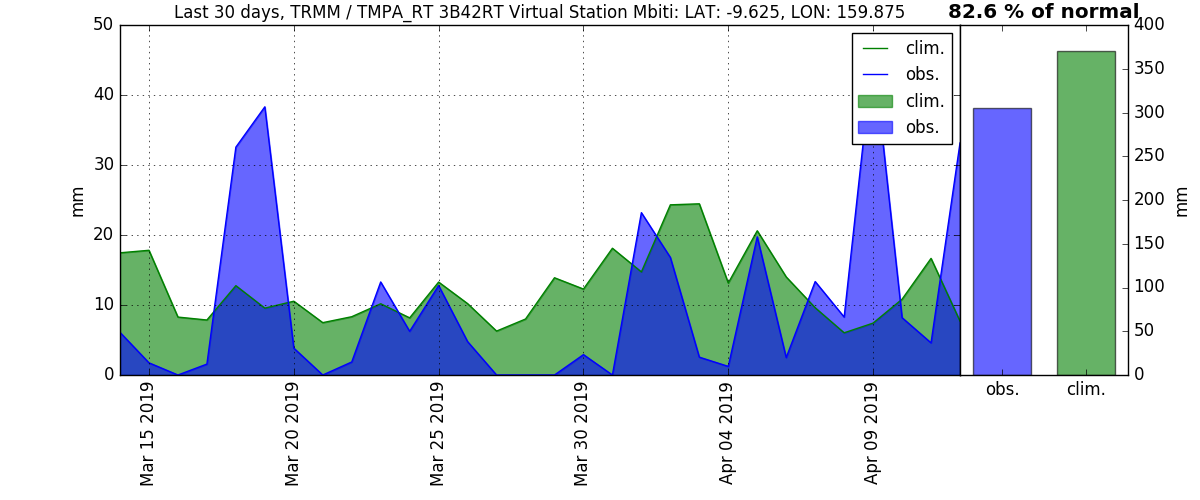 Last 30 days, TRMM / TMPA_RT 3B42RT Virtual Station Mbiti: LAT: -9.625, LON: 159.875
82.6 % of normal
50
40
30
20
10
0
mm
clim.
obs.
clim.
obs.
Mar 15 2019
Mar 20 2019
Mar 25 2019
Mar 30 2019
Apr 04 2019
Apr 09 2019
400
350
300
250
200
150
100
50
0
mm
obs.
clim.